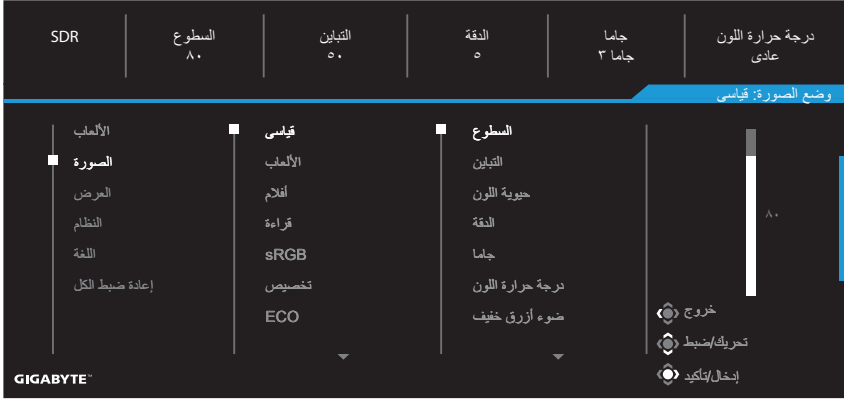 SDR
السطوع
٨٠
التباين
٥٠
الدقة
٥
جاما
جاما ٣
درجة حرارة اللون
عادى
وضع الصورة: قياسى
الألعاب
الصورة
العرض
النظام
اللغة
إعادة ضبط الكل
قياسى
الألعاب
أفلام
قراءة
sRGB
تخصيص
ECO
السطوع
التباين
حيوية اللون
الدقة
جاما
درجة حرارة اللون
ضوء أزرق خفيف
٨٠
خروج
تحريك/ضبط
إدخال/تأكيد
GIGABYTE™